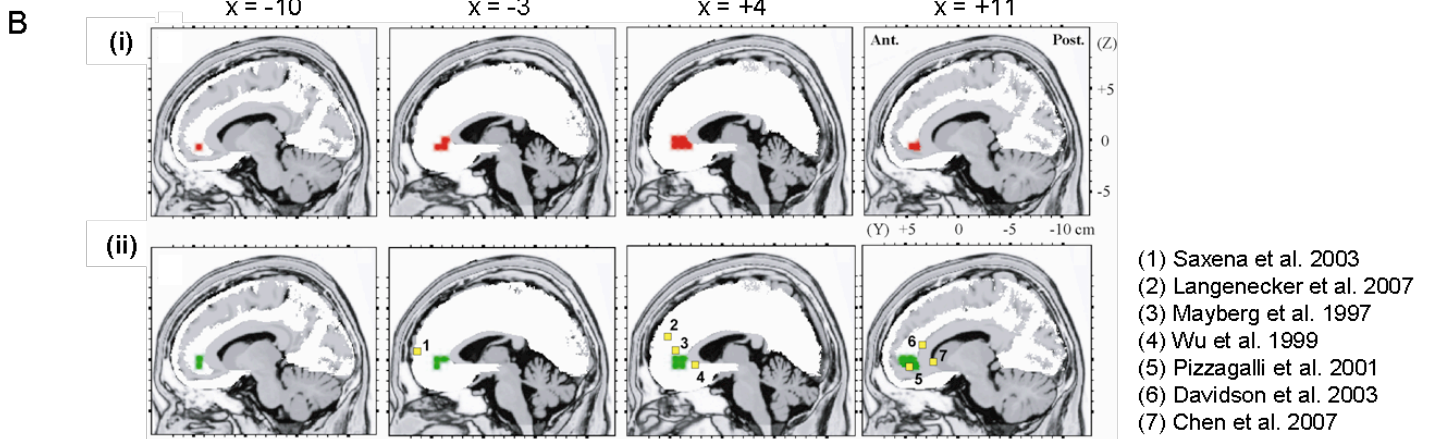 B
x = -10 x = -3 x = +4 x = +11
(i)
Ant. Post. (Z)
+5
0
-5
(Y) +5 0 -5 -10 cm
(ii)
1
2
3
4
6
7
5
(1) Saxena et al. 2003
(2) Langenecker et al. 2007
(3) Mayberg et al. 1997
(4) Wu et al. 1999
(5) Pizzagalli et al. 2001
(6) Davidson et al. 2003
(7) Chen et al. 2007